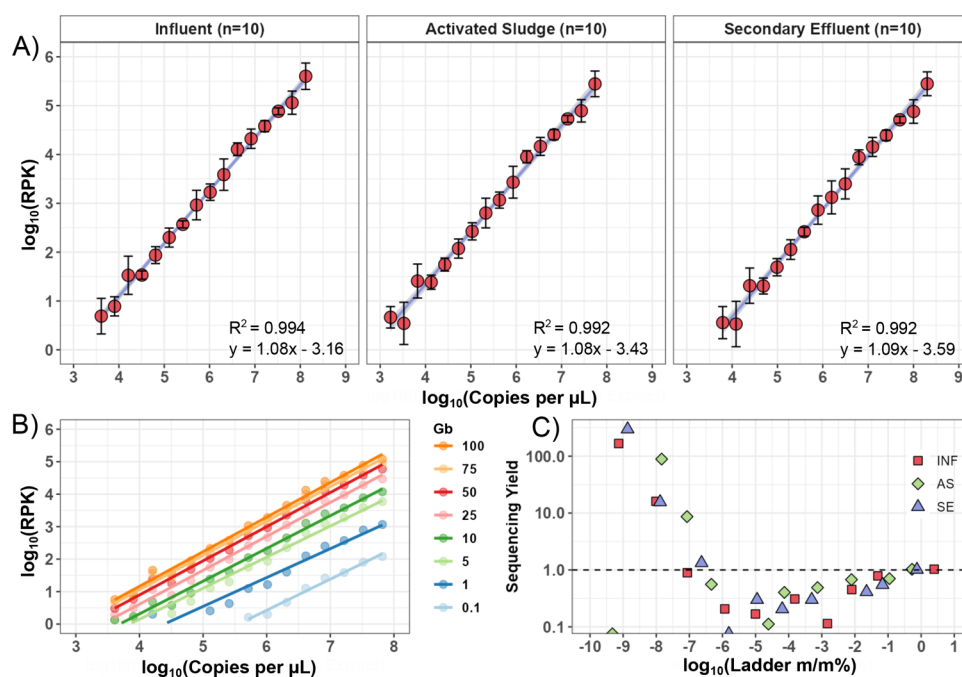 A)
Influent (n=10)
Activated Sludge (n=10)
Secondary Effluent (n=10)
log₁₀(RPK)
6
5
4
3
2
1
0
R² = 0.994
y = 1.08x - 3.16
R² = 0.992
y = 1.08x - 3.43
R² = 0.992
y = 1.09x - 3.59
3 4 5 6 7 8 9
3 4 5 6 7 8 9
3 4 5 6 7 8 9
log₁₀(Copies per µL)
B)
log₁₀(RPK)
6
5
4
3
2
1
0
3 4 5 6 7 8
log₁₀(Copies per µL)
Gb
100
75
50
25
10
5
1
0.1
C)
Sequencing Yield
100.0
10.0
1.0
0.1
INF
AS
SE
-10 -9 -8 -7 -6 -5 -4 -3 -2 -1 0 1
log₁₀(Ladder m/m%)